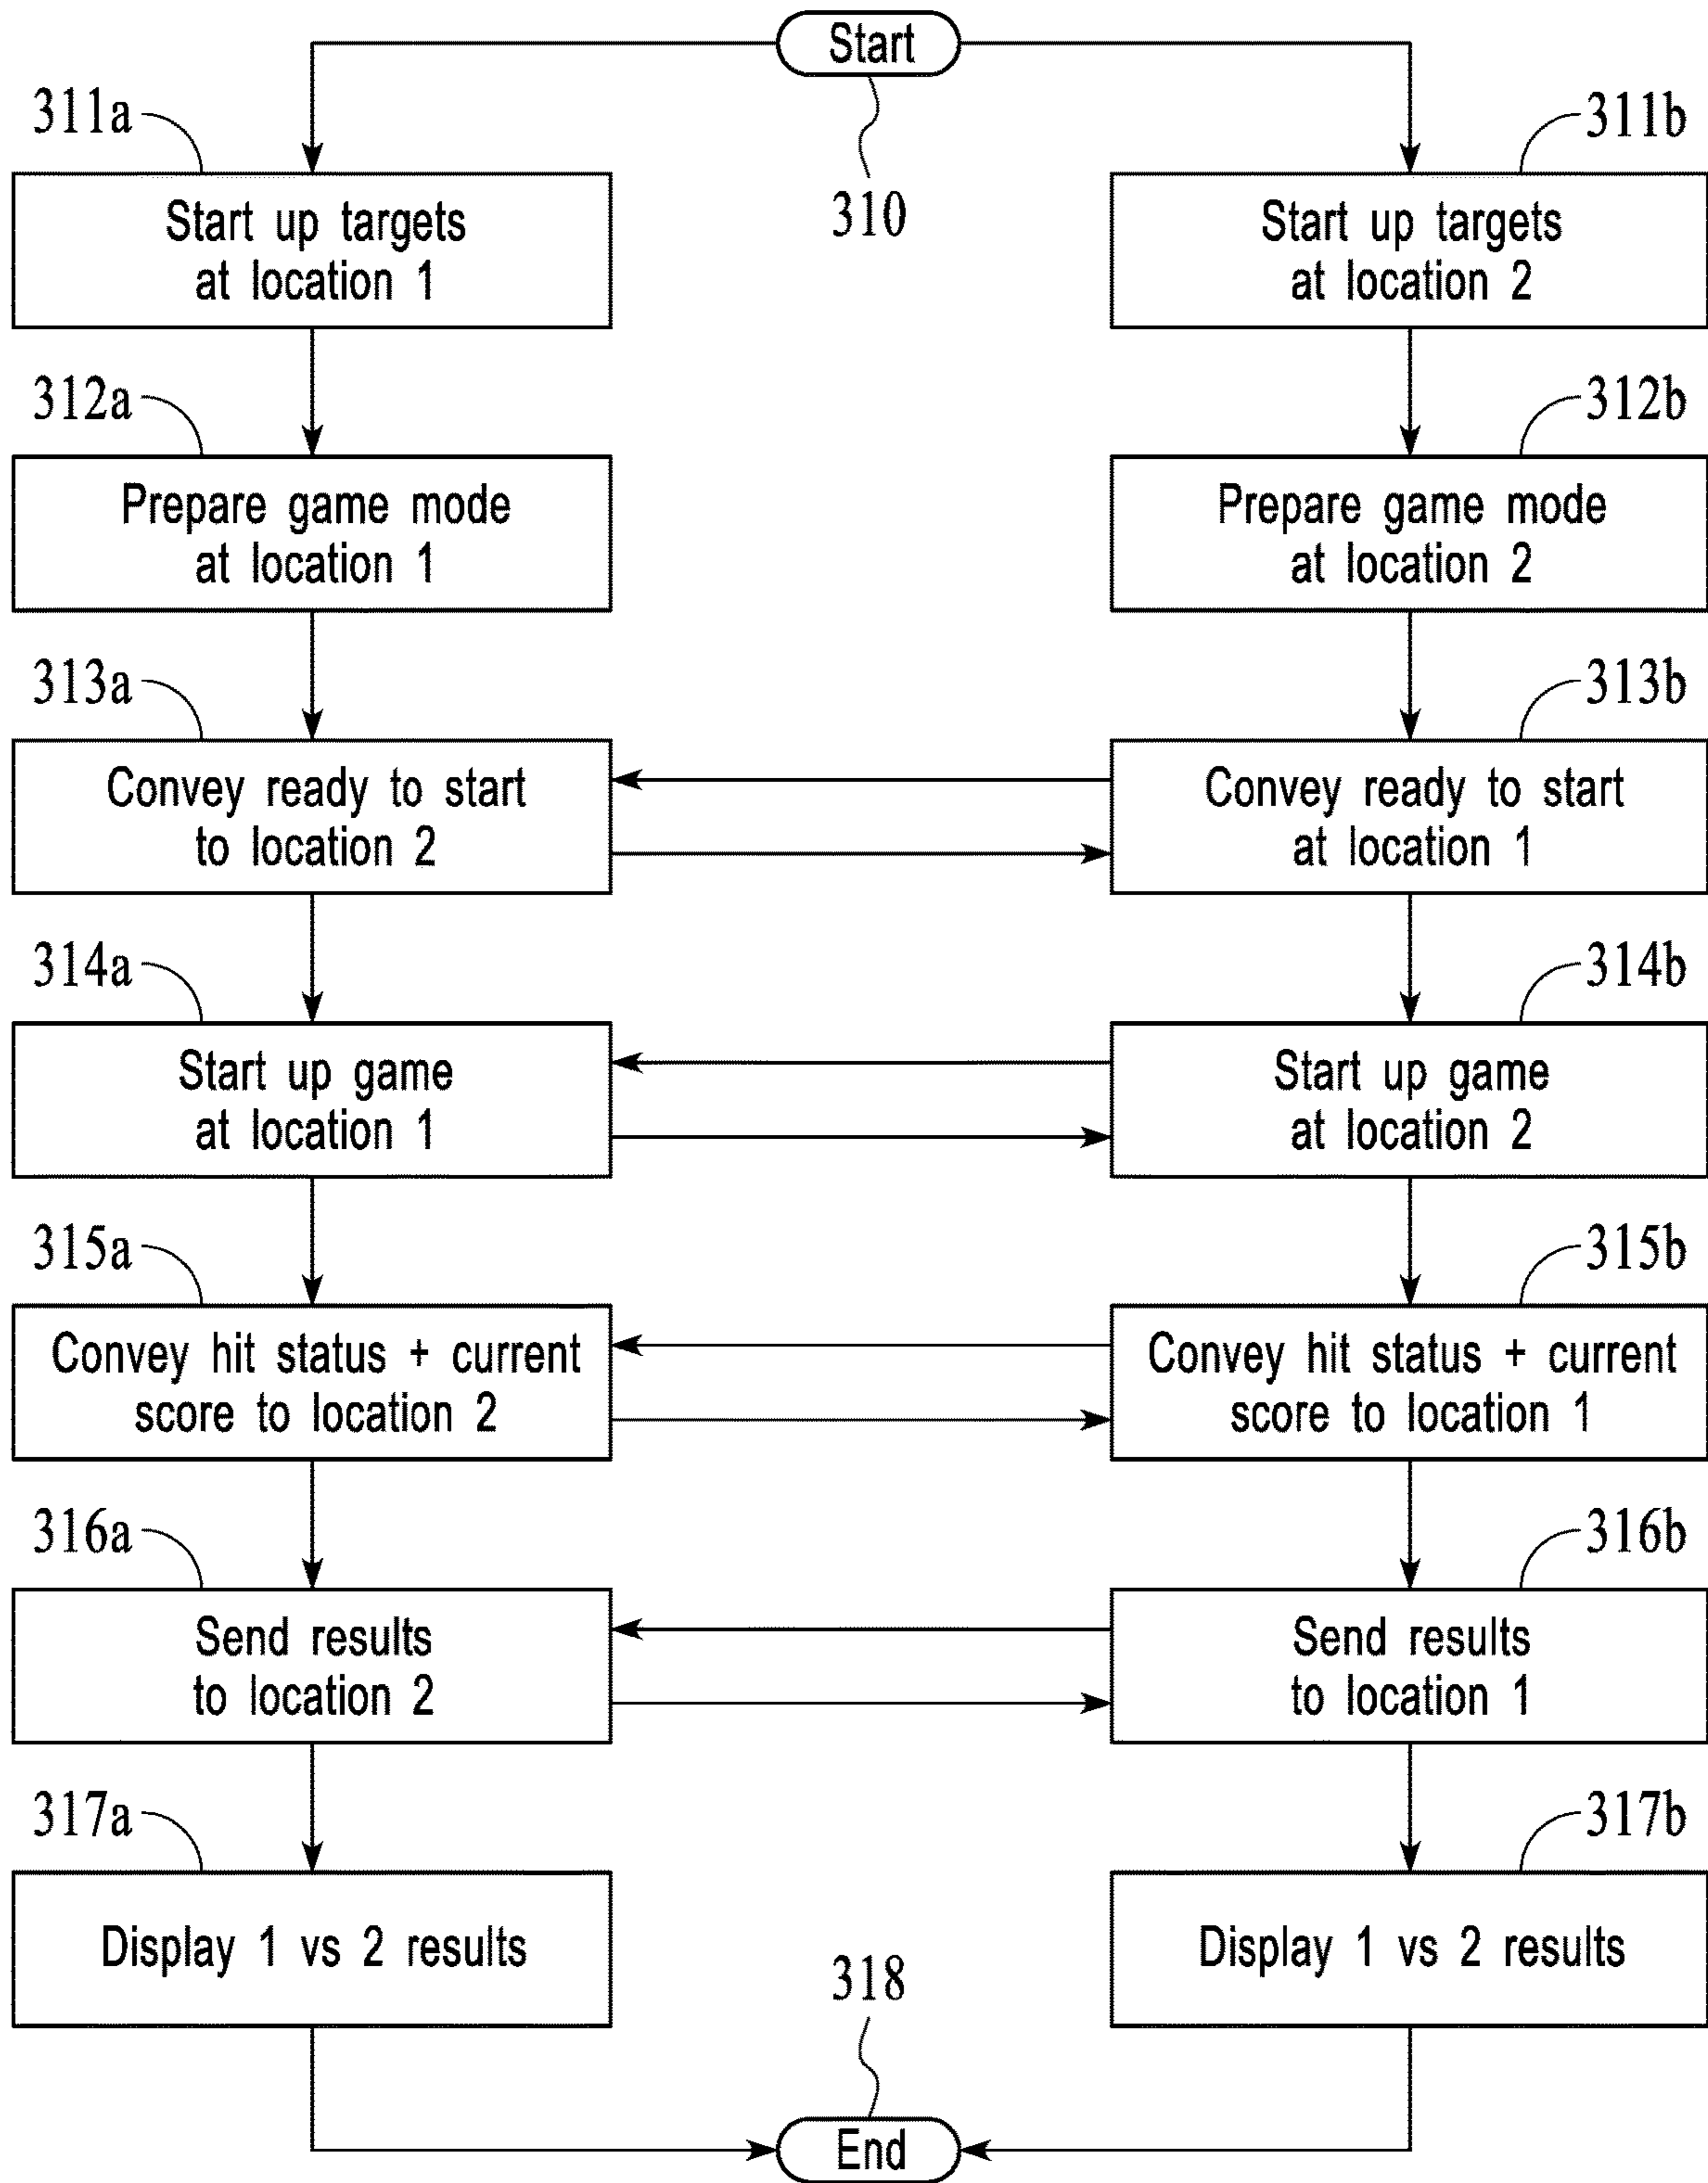 Start
310
311a
311b
Start up targets
at location 1
Start up targets
at location 2
312a
312b
Prepare game mode
at location 1
Prepare game mode
at location 2
313a
313b
Convey ready to start
to location 2
Convey ready to start
at location 1
314a
314b
Start up game
at location 1
Start up game
at location 2
315a
315b
Convey hit status + current
score to location 2
Convey hit status + current
score to location 1
316a
316b
Send results
to location 2
Send results
to location 1
317a
317b
Display 1 vs 2 results
Display 1 vs 2 results
318
End